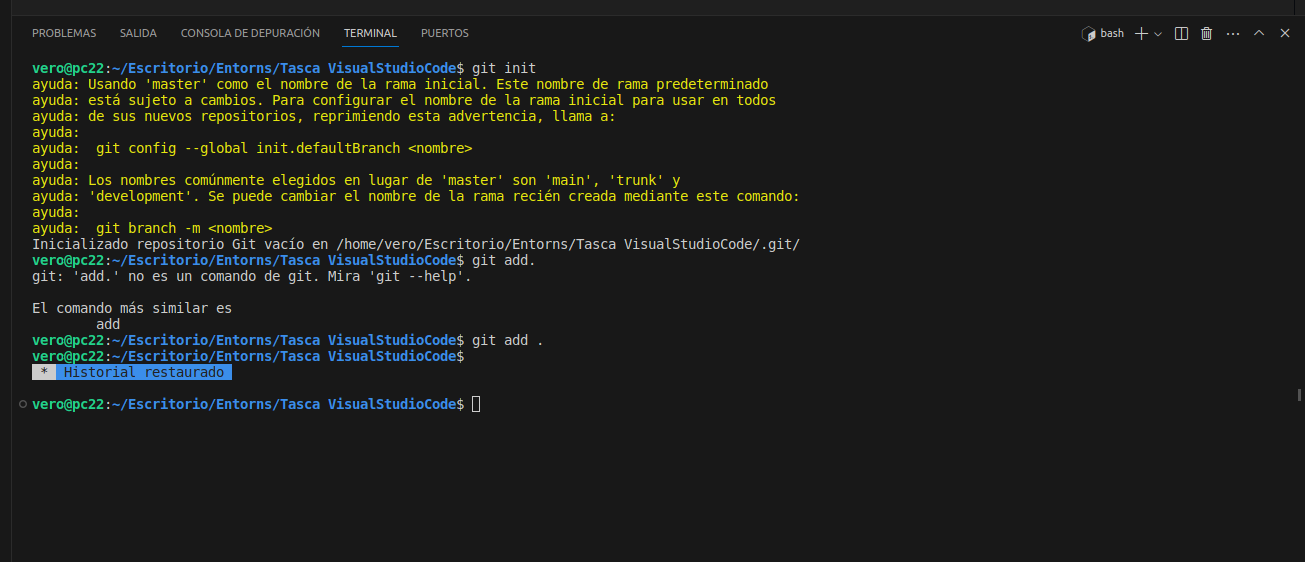 PROBLEMAS SALIDA CONSOLA DE DEPURACIÓN TERMINAL PUERTOS bash
vero@pc22:~/Escritorio/Entorns/Tasca VisualStudioCode$ git init
ayuda: Usando 'master' como el nombre de la rama inicial. Este nombre de rama predeterminado
ayuda: está sujeto a cambios. Para configurar el nombre de la rama inicial para usar en todos
ayuda: de sus nuevos repositorios, reprimiendo esta advertencia, llama a:
ayuda:
ayuda:  git config --global init.defaultBranch <nombre>
ayuda:
ayuda: Los nombres comúnmente elegidos en lugar de 'master' son 'main', 'trunk' y
ayuda: 'development'. Se puede cambiar el nombre de la rama recién creada mediante este comando:
ayuda:
ayuda:  git branch -m <nombre>
Inicializado repositorio Git vacío en /home/vero/Escritorio/Entorns/Tasca VisualStudioCode/.git/
vero@pc22:~/Escritorio/Entorns/Tasca VisualStudioCode$ git add.
git: 'add.' no es un comando de git. Mira 'git --help'.
El comando más similar es
        add
vero@pc22:~/Escritorio/Entorns/Tasca VisualStudioCode$ git add .
vero@pc22:~/Escritorio/Entorns/Tasca VisualStudioCode$
 *  Historial restaurado
vero@pc22:~/Escritorio/Entorns/Tasca VisualStudioCode$